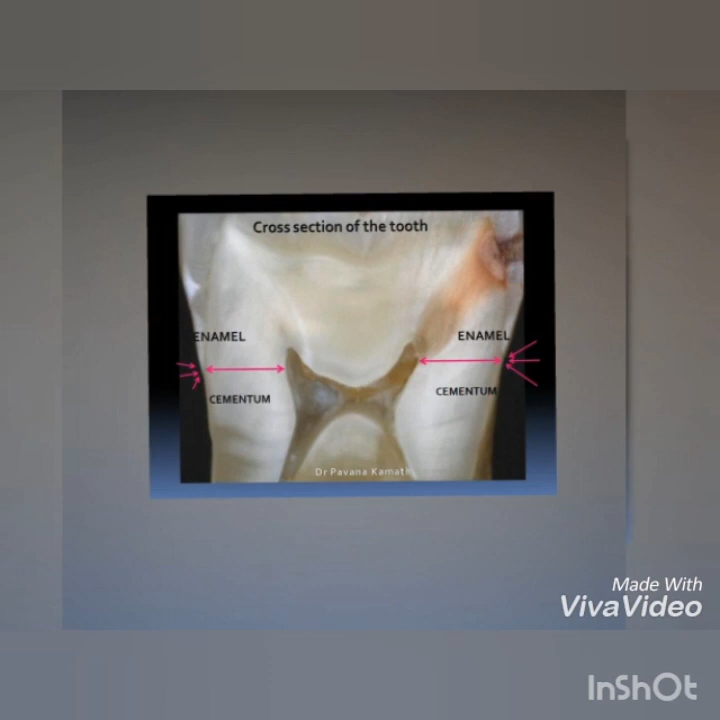 Cross section of the tooth
ENAMEL
ENAMEL
CEMENTUM
CEMENTUM
Dr Pavana Kamath
Made With
VivaVideo
InShOt